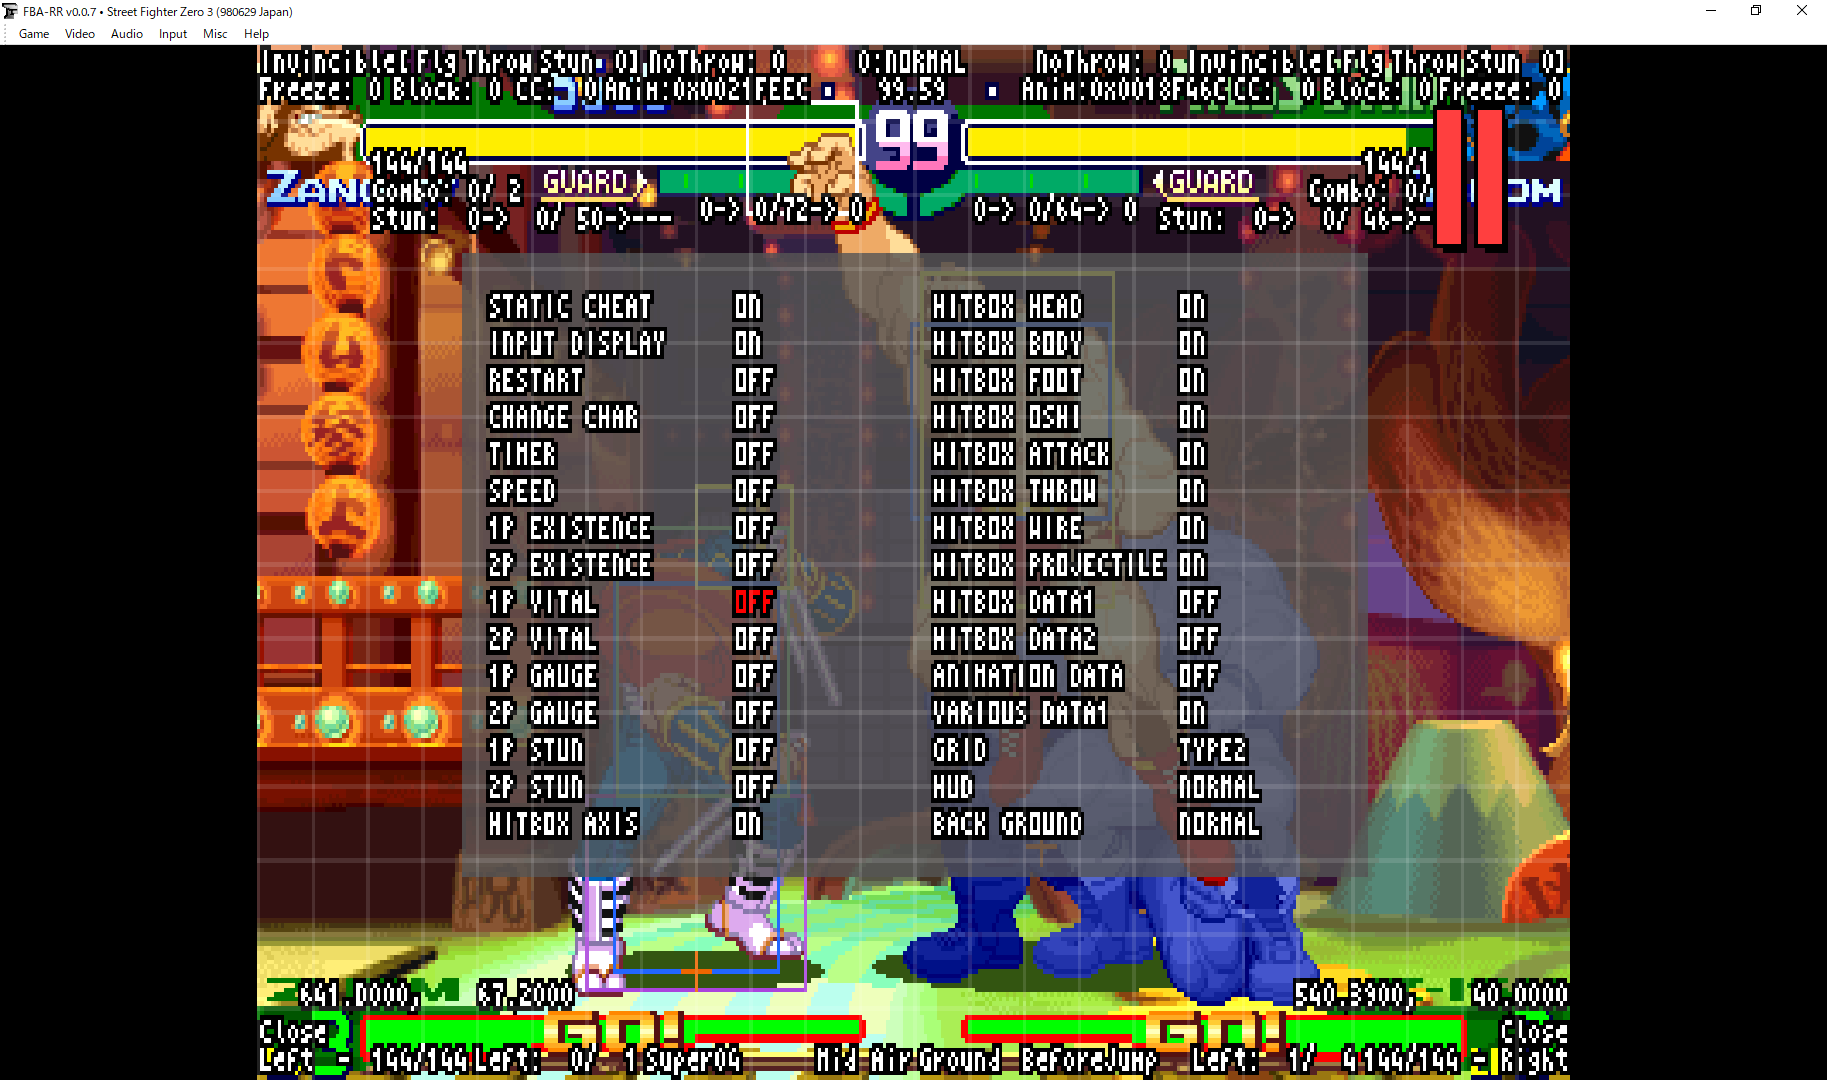 FBA-RR v0.0.7 • Street Fighter Zero 3 (980629 Japan)
Game Video Audio Input Misc Help
Invincible[Flg Throw Stun: 0] NoThrow: 0 0:NORMAL NoThrow: 0 Invincible[Flg Throw Stun 0]
Freeze: 0 Block: 0 CC: 0 AniH:0x0021FEEC 99:59 AniH:0x0018F46C CC: 0 Block: 0 Freeze: 0
99
144/144 144/1
Combo: 0/ 2 GUARD GUARD Combo: 0/
Stun: 0-> 0/ 50->--- 0-> 0/72-> 0 0-> 0/64-> 0 Stun: 0-> 0/ 46->-
STATIC CHEAT ON HITBOX HEAD ON
INPUT DISPLAY ON HITBOX BODY ON
RESTART OFF HITBOX FOOT ON
CHANGE CHAR OFF HITBOX OSHI ON
TIMER OFF HITBOX ATTACK ON
SPEED OFF HITBOX THROW ON
1P EXISTENCE OFF HITBOX WIRE ON
2P EXISTENCE OFF HITBOX PROJECTILE ON
1P VITAL OFF HITBOX DATA1 OFF
2P VITAL OFF HITBOX DATA2 OFF
1P GAUGE OFF ANIMATION DATA OFF
2P GAUGE OFF VARIOUS DATA1 ON
1P STUN OFF GRID TYPE2
2P STUN OFF HUD NORMAL
HITBOX AXIS ON BACK GROUND NORMAL
641.0000, 67.2000 540.3900, 40.0000
Close GO! GO! Close
Left - 144/144 Left: 0/- 1 Super04 Mid Air Ground BeforeJump Left: 1/ 4 144/144 - Right